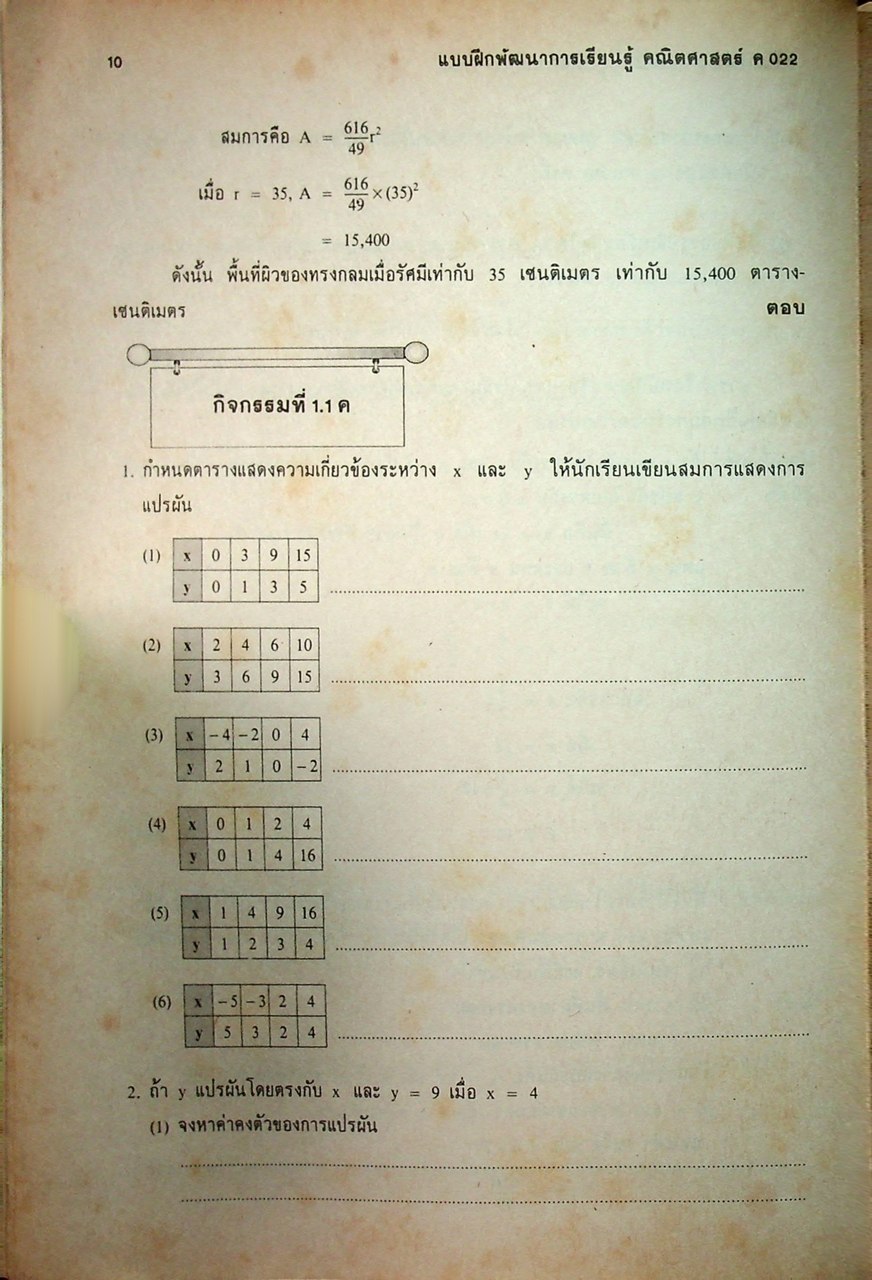 10
แบบฝึกพัฒนาการเรียนรู้ คณิตศาสตร์ ค 022
สมการคือ A = 616/49 r²
เมื่อ r = 35, A = 616/49 × (35)²
= 15,400
ดังนั้น พื้นที่ผิวของทรงกลมเมื่อรัศมีเท่ากับ 35 เซนติเมตร เท่ากับ 15,400 ตาราง-
เซนติเมตร ตอบ
กิจกรรมที่ 1.1 ค
1. กำหนดตารางแสดงความเกี่ยวข้องระหว่าง x และ y ให้นักเรียนเขียนสมการแสดงการ
แปรผัน
(1) x 0 3 9 15
y 0 1 3 5
(2) x 2 4 6 10
y 3 6 9 15
(3) x −4 −2 0 4
y 2 1 0 −2
(4) x 0 1 2 4
y 0 1 4 16
(5) x 1 4 9 16
y 1 2 3 4
(6) x −5 −3 2 4
y 5 3 2 4
2. ถ้า y แปรผันโดยตรงกับ x และ y = 9 เมื่อ x = 4
(1) จงหาค่าคงตัวของการแปรผัน